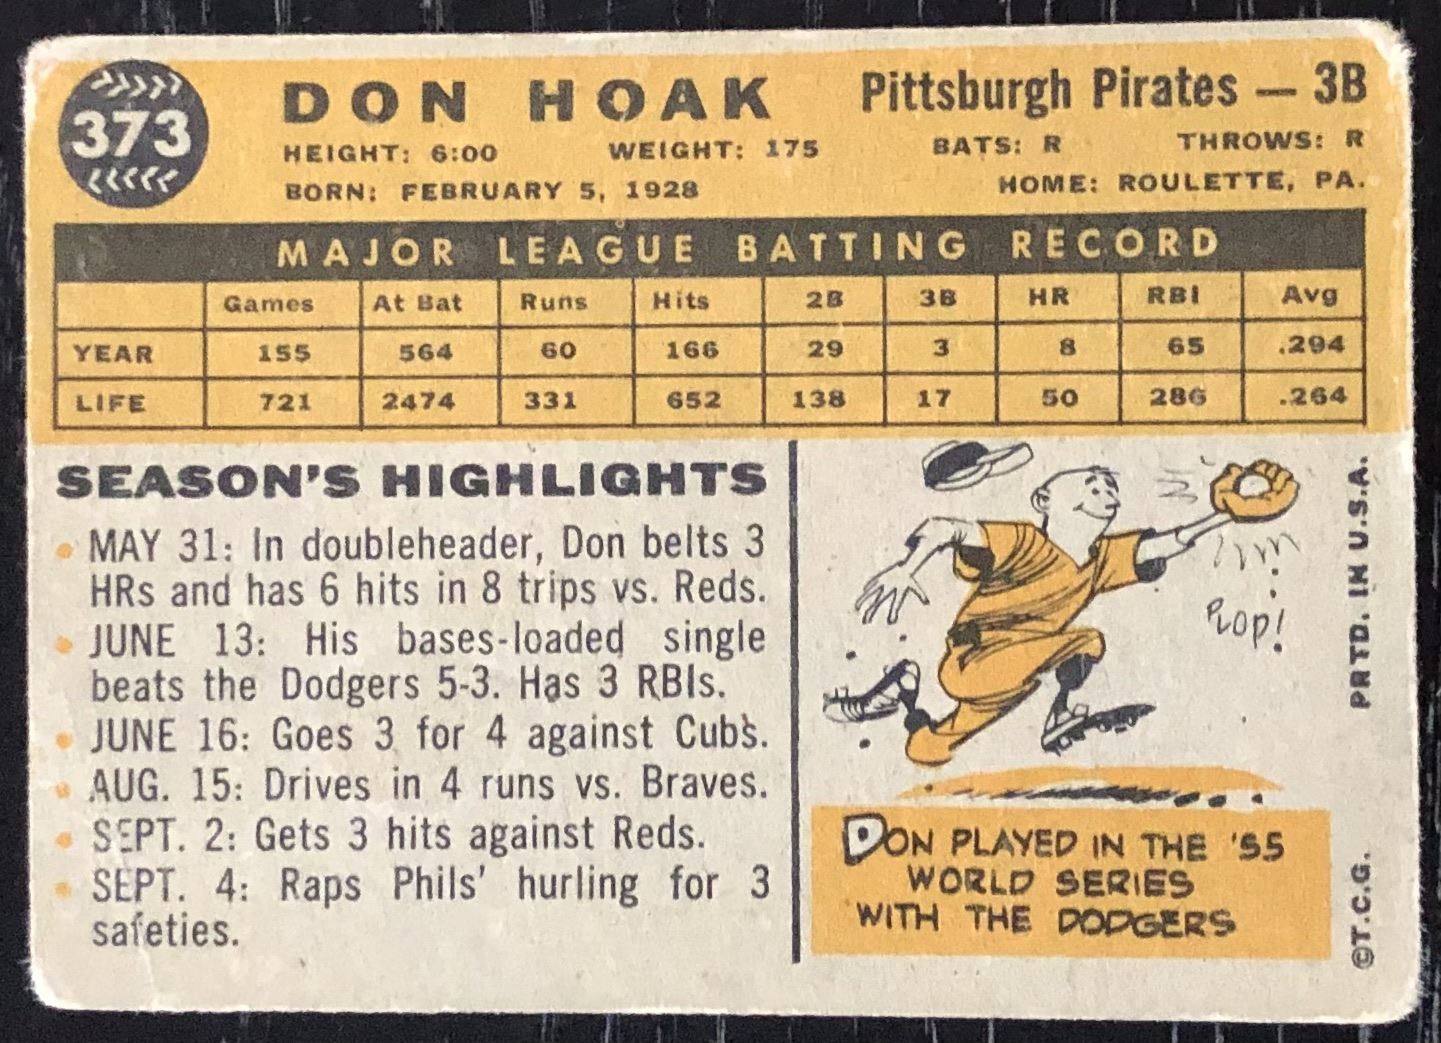 373
DON HOAK
Pittsburgh Pirates — 3B
HEIGHT: 6:00 WEIGHT: 175 BATS: R THROWS: R
BORN: FEBRUARY 5, 1928 HOME: ROULETTE, PA.
MAJOR LEAGUE BATTING RECORD
Games At Bat Runs Hits 2B 3B HR RBI Avg
YEAR 155 564 60 166 29 3 8 65 .294
LIFE 721 2474 331 652 138 17 50 286 .264
SEASON'S HIGHLIGHTS
• MAY 31: In doubleheader, Don belts 3
HRs and has 6 hits in 8 trips vs. Reds.
• JUNE 13: His bases-loaded single
beats the Dodgers 5-3. Has 3 RBIs.
• JUNE 16: Goes 3 for 4 against Cubs.
• AUG. 15: Drives in 4 runs vs. Braves.
• SEPT. 2: Gets 3 hits against Reds.
• SEPT. 4: Raps Phils' hurling for 3
safeties.
PLOP!
DON PLAYED IN THE '55
WORLD SERIES
WITH THE DODGERS
©T.C.G. PRTD. IN U.S.A.